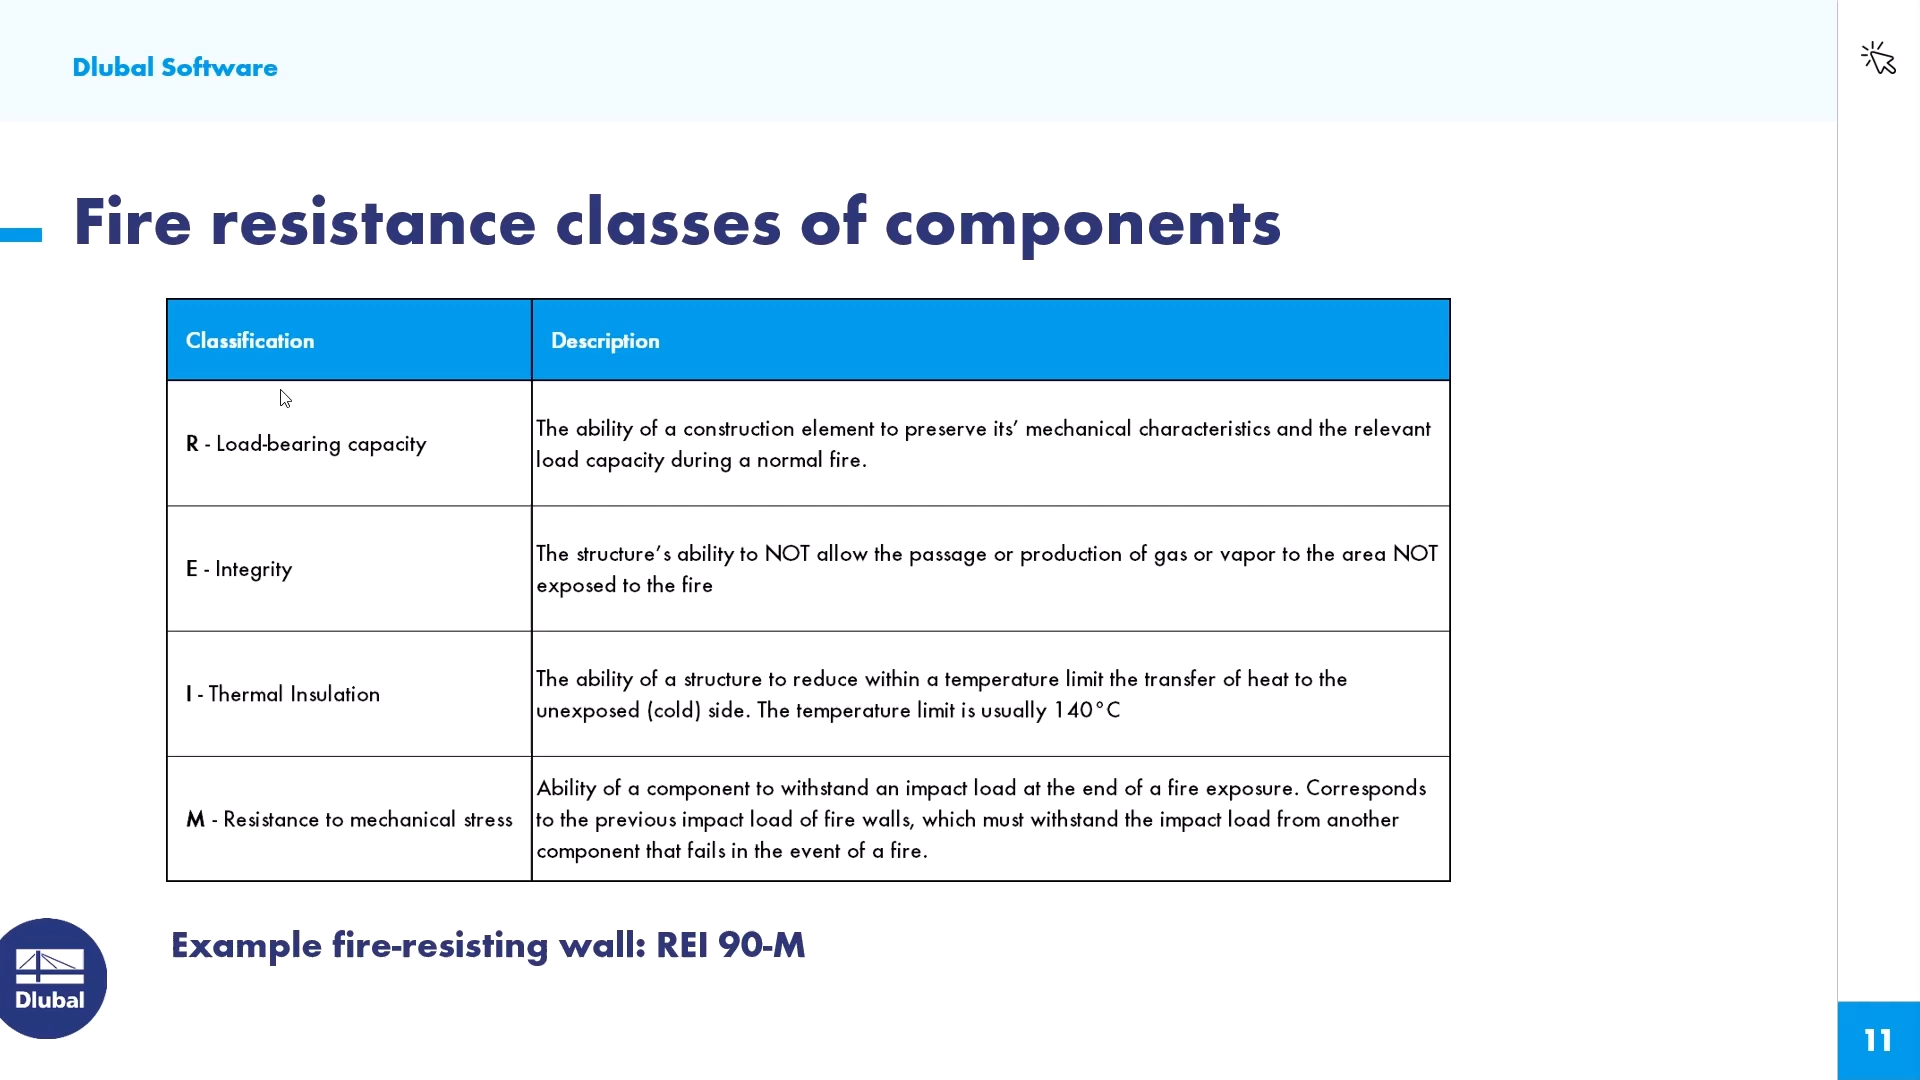 Dlubal Software
Fire resistance classes of components
Classification
Description
R - Load-bearing capacity
The ability of a construction element to preserve its’ mechanical characteristics and the relevant
load capacity during a normal fire.
E - Integrity
The structure’s ability to NOT allow the passage or production of gas or vapor to the area NOT
exposed to the fire
I - Thermal Insulation
The ability of a structure to reduce within a temperature limit the transfer of heat to the
unexposed (cold) side. The temperature limit is usually 140°C
M - Resistance to mechanical stress
Ability of a component to withstand an impact load at the end of a fire exposure. Corresponds
to the previous impact load of fire walls, which must withstand the impact load from another
component that fails in the event of a fire.
Example fire-resisting wall: REI 90-M
Dlubal
11